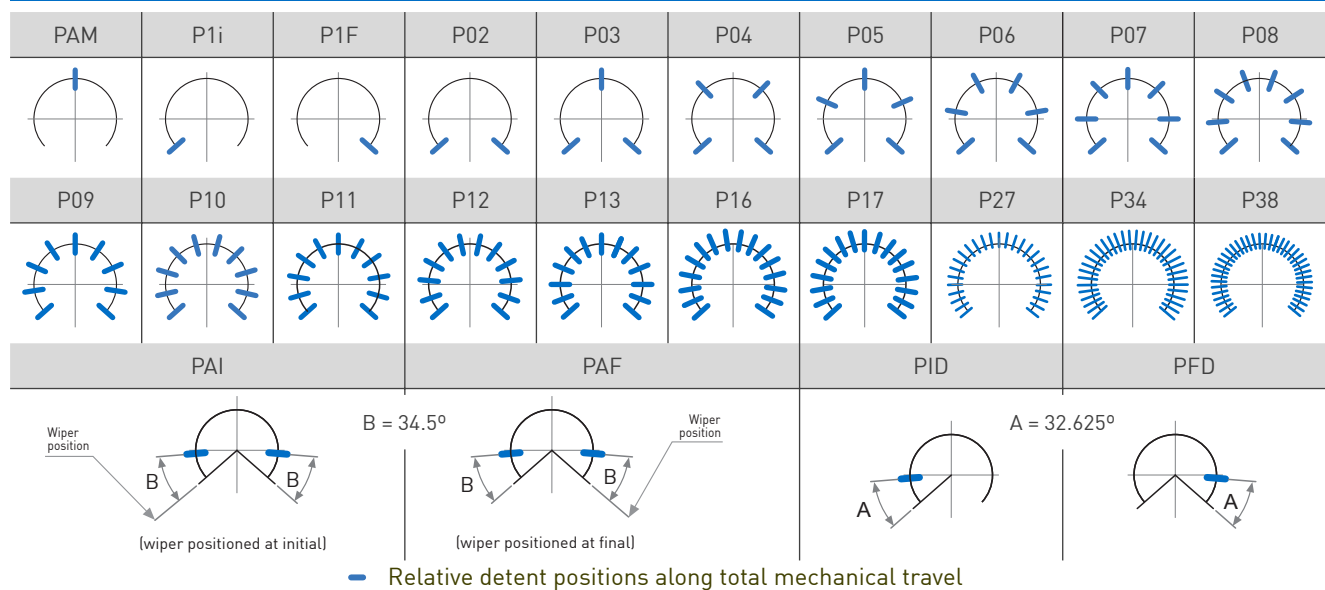 PAM P1i P1F P02 P03 P04 P05 P06 P07 P08
P09 P10 P11 P12 P13 P16 P17 P27 P34 P38
PAI PAF PID PFD
B = 34.5º
A = 32.625º
Wiper
position
B
B
(wiper positioned at initial)
Wiper
position
B
B
(wiper positioned at final)
A
A
Relative detent positions along total mechanical travel